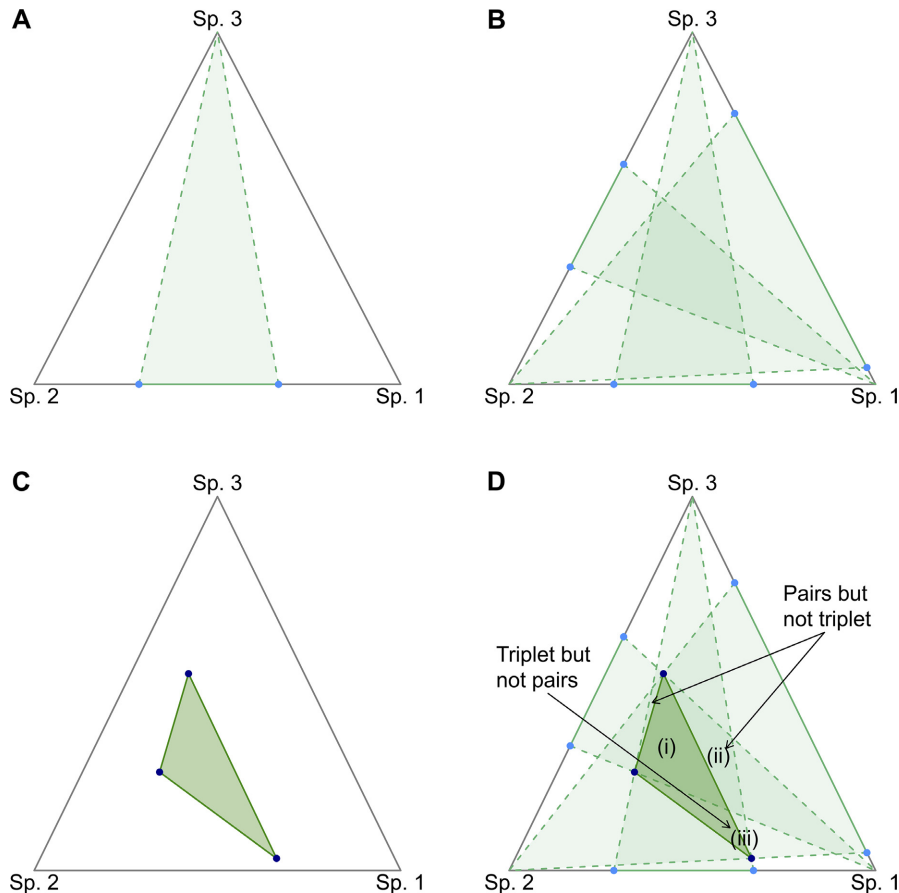 A
B
Sp. 3
Sp. 3
Sp. 2
Sp. 1
Sp. 2
Sp. 1
C
D
Sp. 3
Sp. 3
Pairs but
not triplet
Triplet but
not pairs
(i)
(ii)
(iii)
Sp. 2
Sp. 1
Sp. 2
Sp. 1